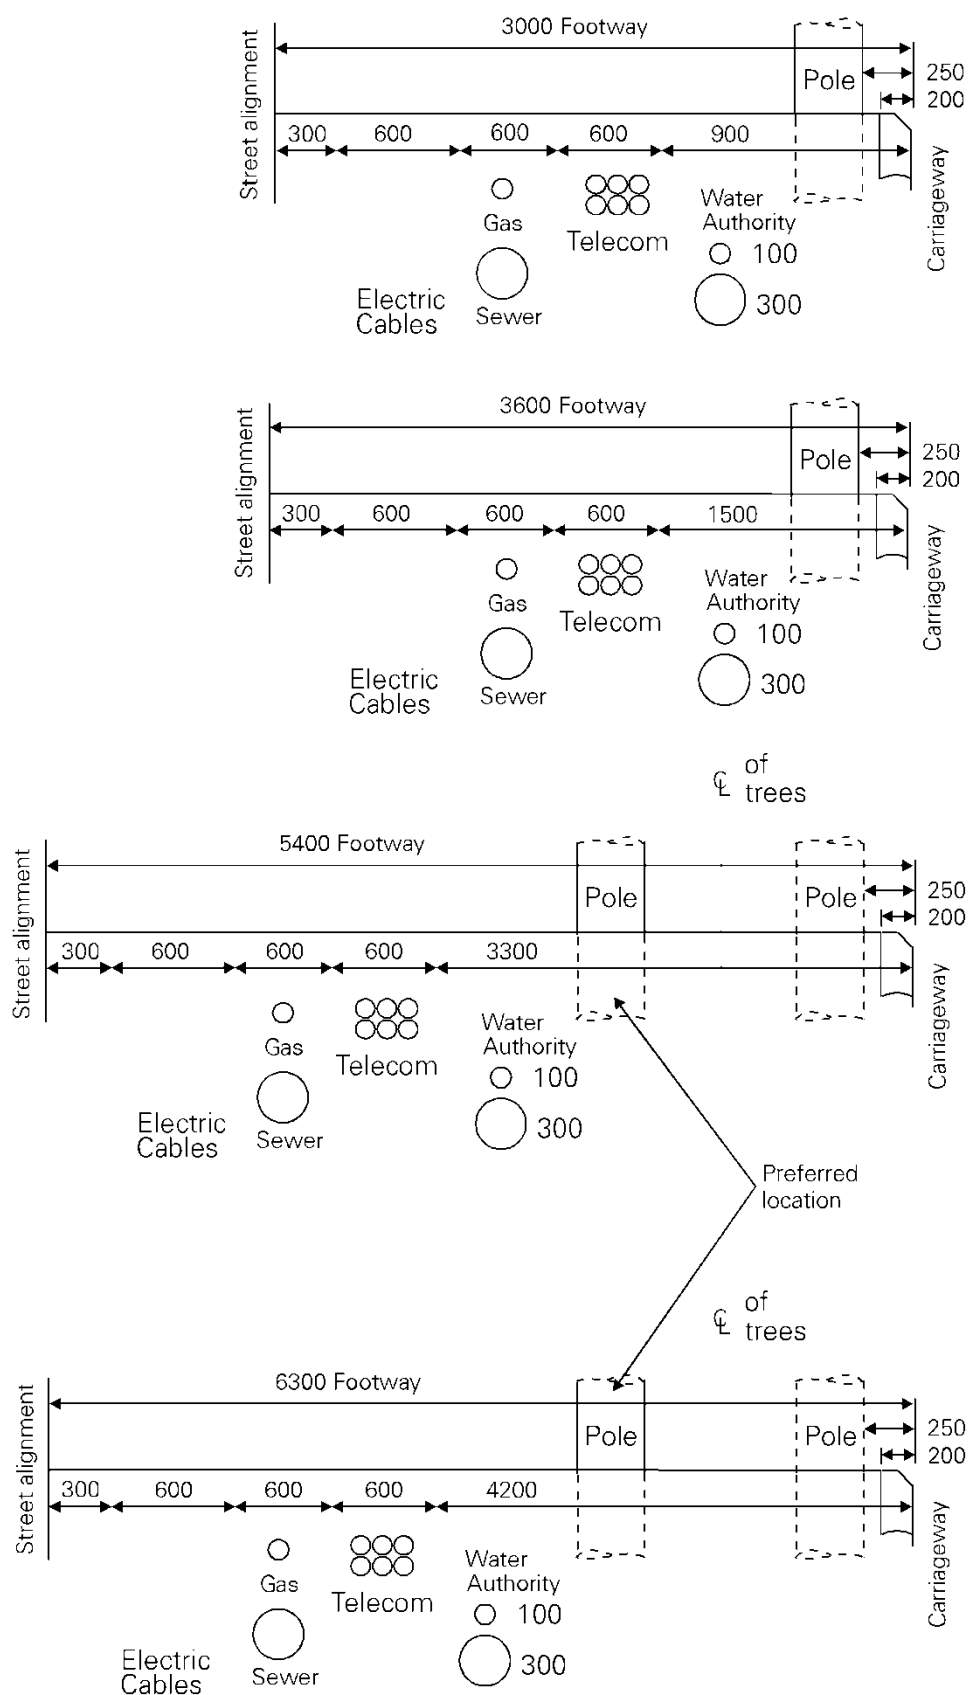 3000 Footway
Street alignment
Pole
250
200
300 600 600 600 900
Carriageway
Gas
Telecom
Water
Authority
100
300
Electric
Cables
Sewer
3600 Footway
Street alignment
Pole
250
200
300 600 600 600 1500
Carriageway
Gas
Telecom
Water
Authority
100
300
Electric
Cables
Sewer
℄ of
trees
5400 Footway
Street alignment
Pole
Pole
250
200
300 600 600 600 3300
Carriageway
Gas
Telecom
Water
Authority
100
300
Electric
Cables
Sewer
Preferred
location
℄ of
trees
6300 Footway
Street alignment
Pole
Pole
250
200
300 600 600 600 4200
Carriageway
Gas
Telecom
Water
Authority
100
300
Electric
Cables
Sewer